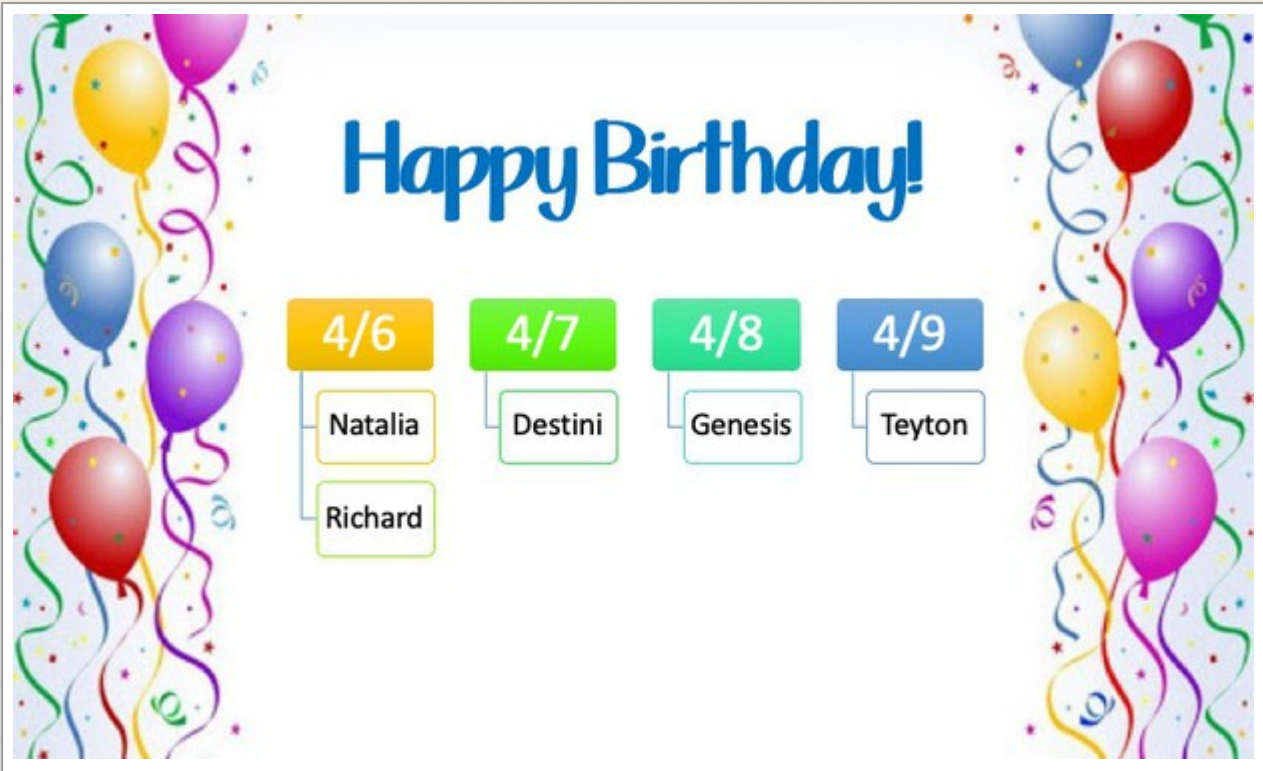 Happy Birthday!
4/6
Natalia
Richard
4/7
Destini
4/8
Genesis
4/9
Teyton